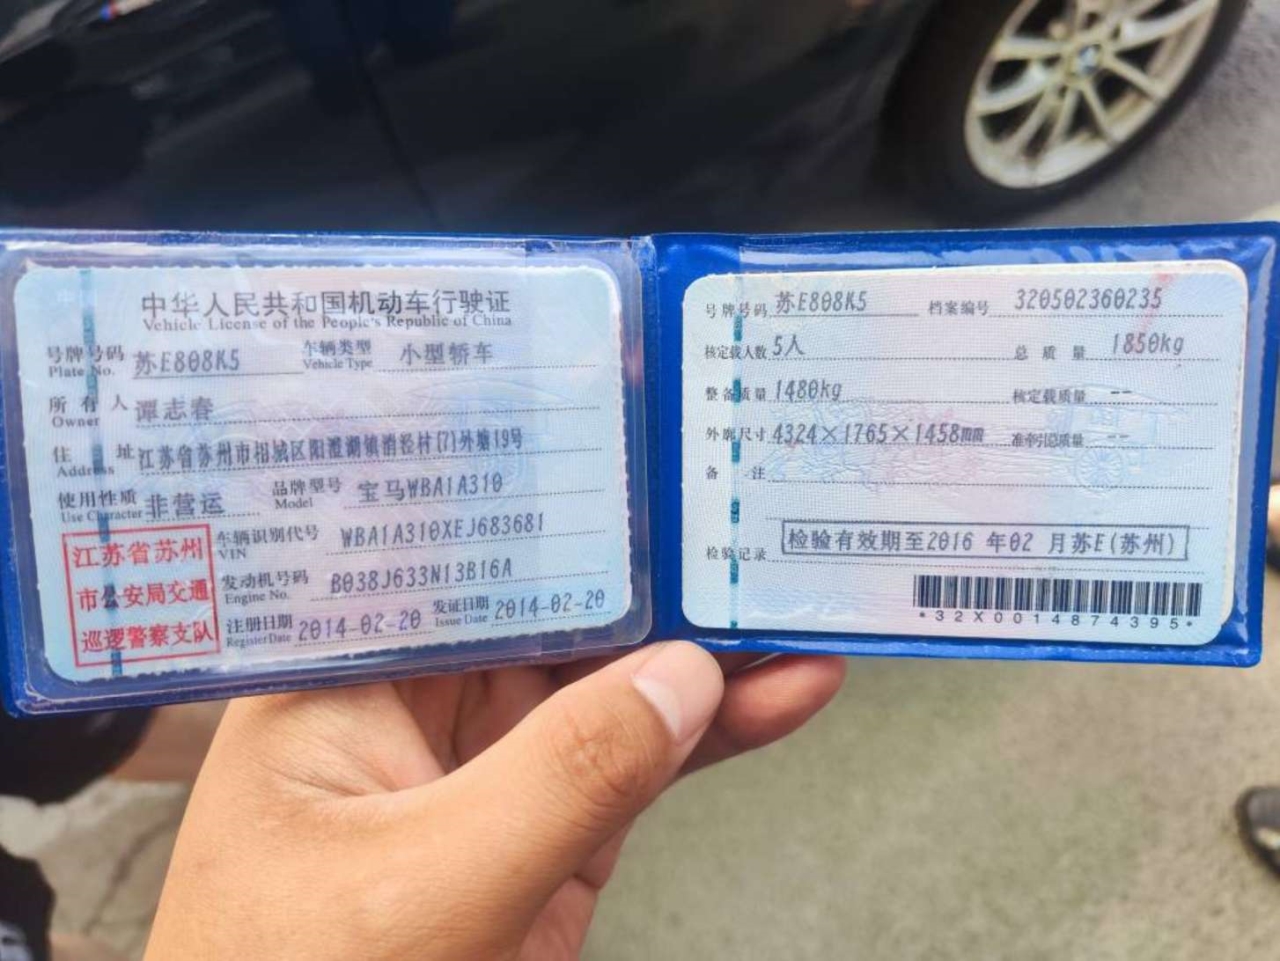 中华人民共和国机动车行驶证
Vehicle License of the People's Republic of China
号牌号码 苏E808K5 车辆类型 小型轿车
Plate No. Vehicle Type
所有人 谭志春
Owner
住址 江苏省苏州市相城区阳澄湖镇消泾村(7)外塘19号
Address
使用性质 非营运 品牌型号 宝马WBA1A310
Use Character Model
江苏省苏州
市公安局交通
巡逻警察支队
车辆识别代号 WBA1A310XEJ683681
VIN
发动机号码 B038J633N13B16A
Engine No.
注册日期 2014-02-20 发证日期 2014-02-20
Register Date Issue Date
号牌号码 苏E808K5 档案编号 320502360235
核定载人数 5人 总质量 1850kg
整备质量 1480kg 核定载质量 --
外廓尺寸 4324×1765×1458mm 准牵引总质量 --
备注
检验记录 检验有效期至2016年02月苏E(苏州)
*32X0014874395*